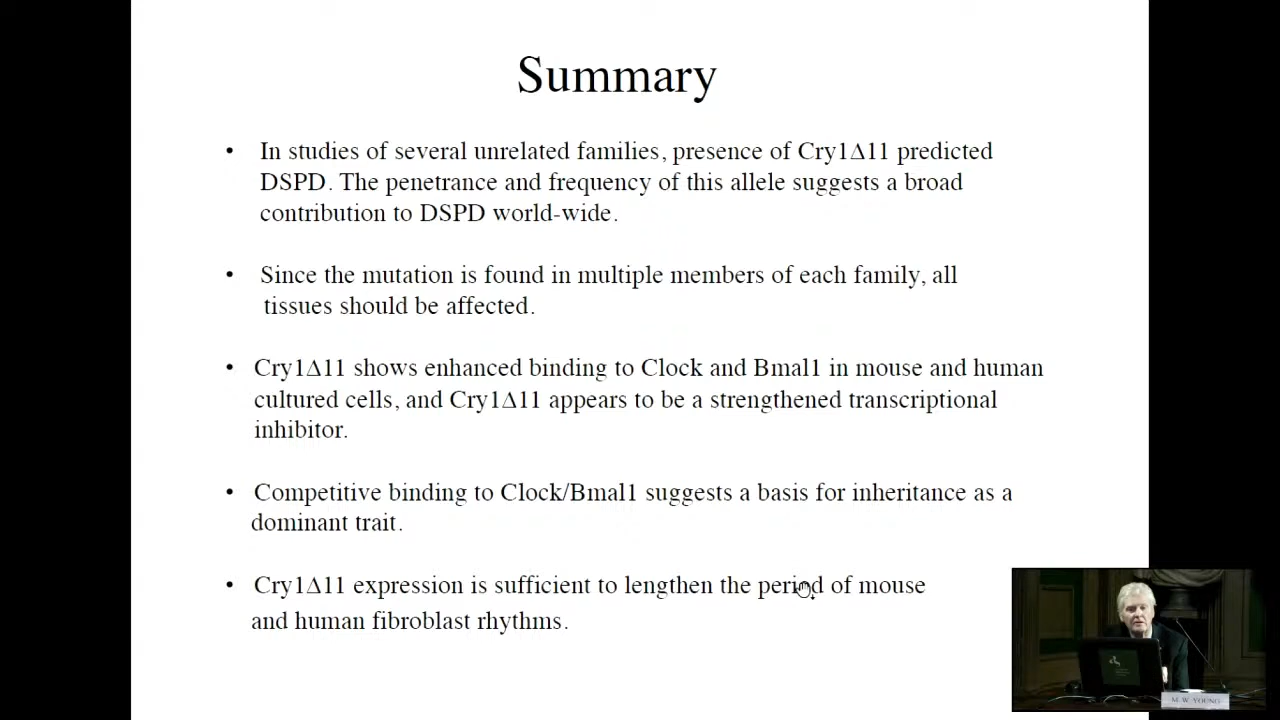 Summary
• In studies of several unrelated families, presence of Cry1Δ11 predicted
DSPD. The penetrance and frequency of this allele suggests a broad
contribution to DSPD world-wide.
• Since the mutation is found in multiple members of each family, all
tissues should be affected.
• Cry1Δ11 shows enhanced binding to Clock and Bmal1 in mouse and human
cultured cells, and Cry1Δ11 appears to be a strengthened transcriptional
inhibitor.
• Competitive binding to Clock/Bmal1 suggests a basis for inheritance as a
dominant trait.
• Cry1Δ11 expression is sufficient to lengthen the period of mouse
and human fibroblast rhythms.
M. W. YOUNG